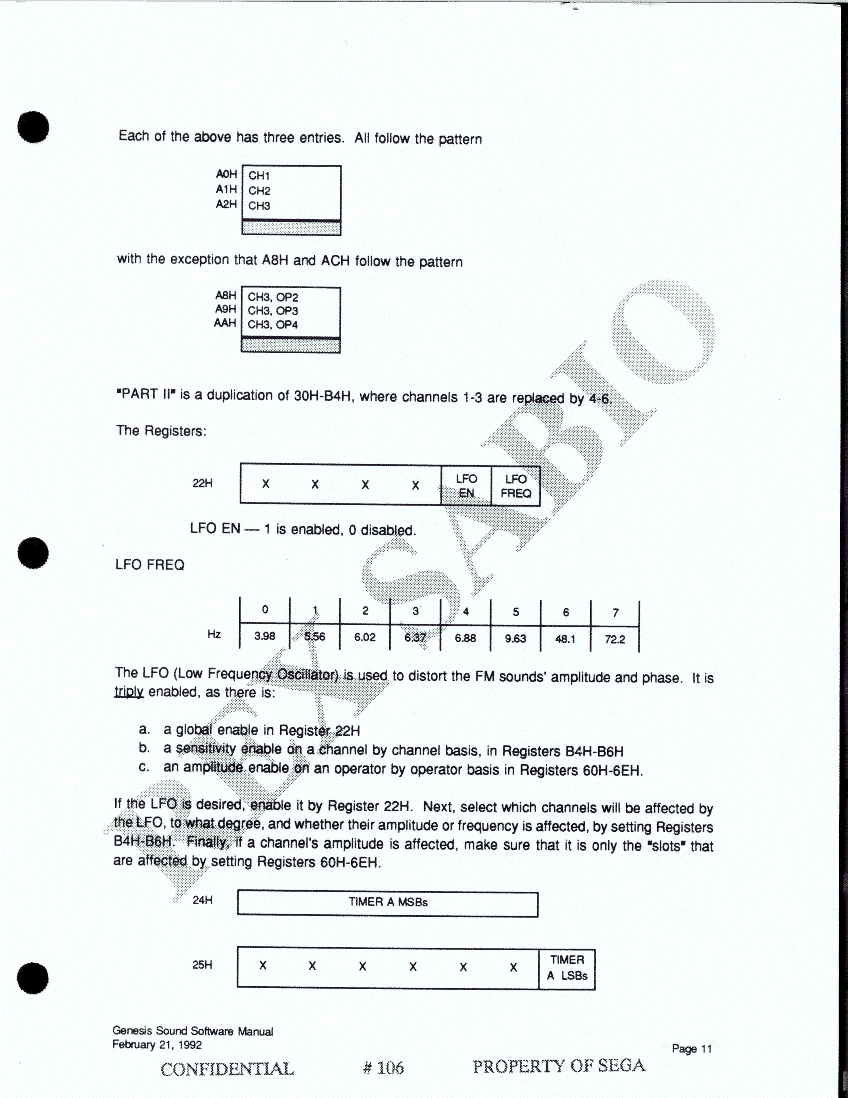 Each of the above has three entries. All follow the pattern
A0H CH1
A1H CH2
A2H CH3
with the exception that A8H and ACH follow the pattern
A8H CH3, OP2
A9H CH3, OP3
AAH CH3, OP4
"PART II" is a duplication of 30H-B4H, where channels 1-3 are replaced by 4-6.
The Registers:
22H X X X X LFO EN LFO FREQ
LFO EN — 1 is enabled, 0 disabled.
LFO FREQ
0 1 2 3 4 5 6 7
Hz 3.98 5.56 6.02 6.37 6.88 9.63 48.1 72.2
The LFO (Low Frequency Oscillator) is used to distort the FM sounds' amplitude and phase. It is
triply enabled, as there is:
a. a global enable in Register 22H
b. a sensitivity enable on a channel by channel basis, in Registers B4H-B6H
c. an amplitude enable on an operator by operator basis in Registers 60H-6EH.
If the LFO is desired, enable it by Register 22H. Next, select which channels will be affected by
the LFO, to what degree, and whether their amplitude or frequency is affected, by setting Registers
B4H-B6H. Finally, if a channel's amplitude is affected, make sure that it is only the "slots" that
are affected by setting Registers 60H-6EH.
24H TIMER A MSBs
25H X X X X X X TIMER A LSBs
Genesis Sound Software Manual
February 21, 1992
Page 11
CONFIDENTIAL # 106 PROPERTY OF SEGA
REX SABIO